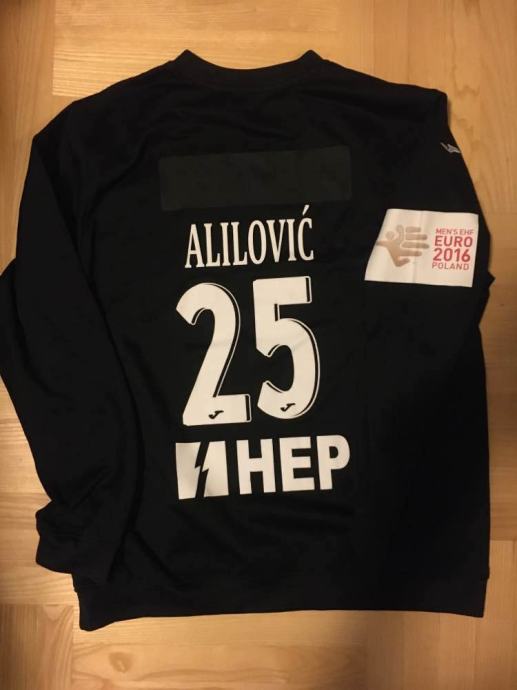 ALILOVIĆ
25
HEP
MEN'S EHF
EURO
2016
POLAND